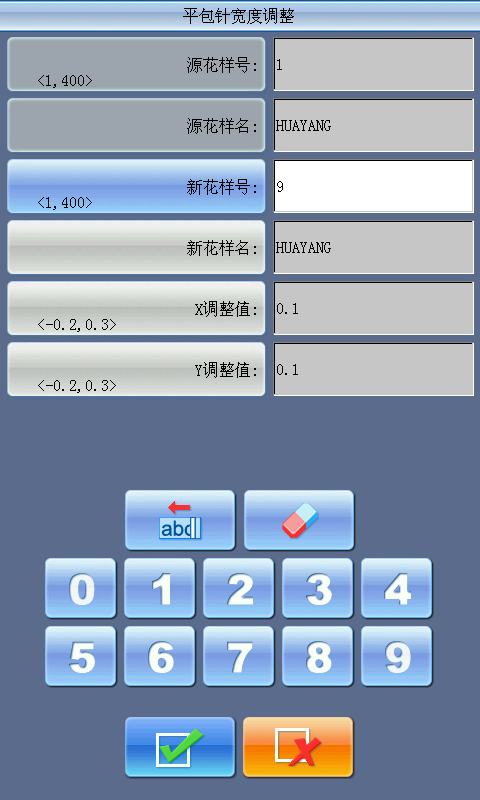 平包针宽度调整
源花样号:
<1,400>
1
源花样名:
HUAYANG
新花样号:
<1,400>
9
新花样名:
HUAYANG
X调整值:
<-0.2,0.3>
0.1
Y调整值:
<-0.2,0.3>
0.1
abc
0 1 2 3 4
5 6 7 8 9